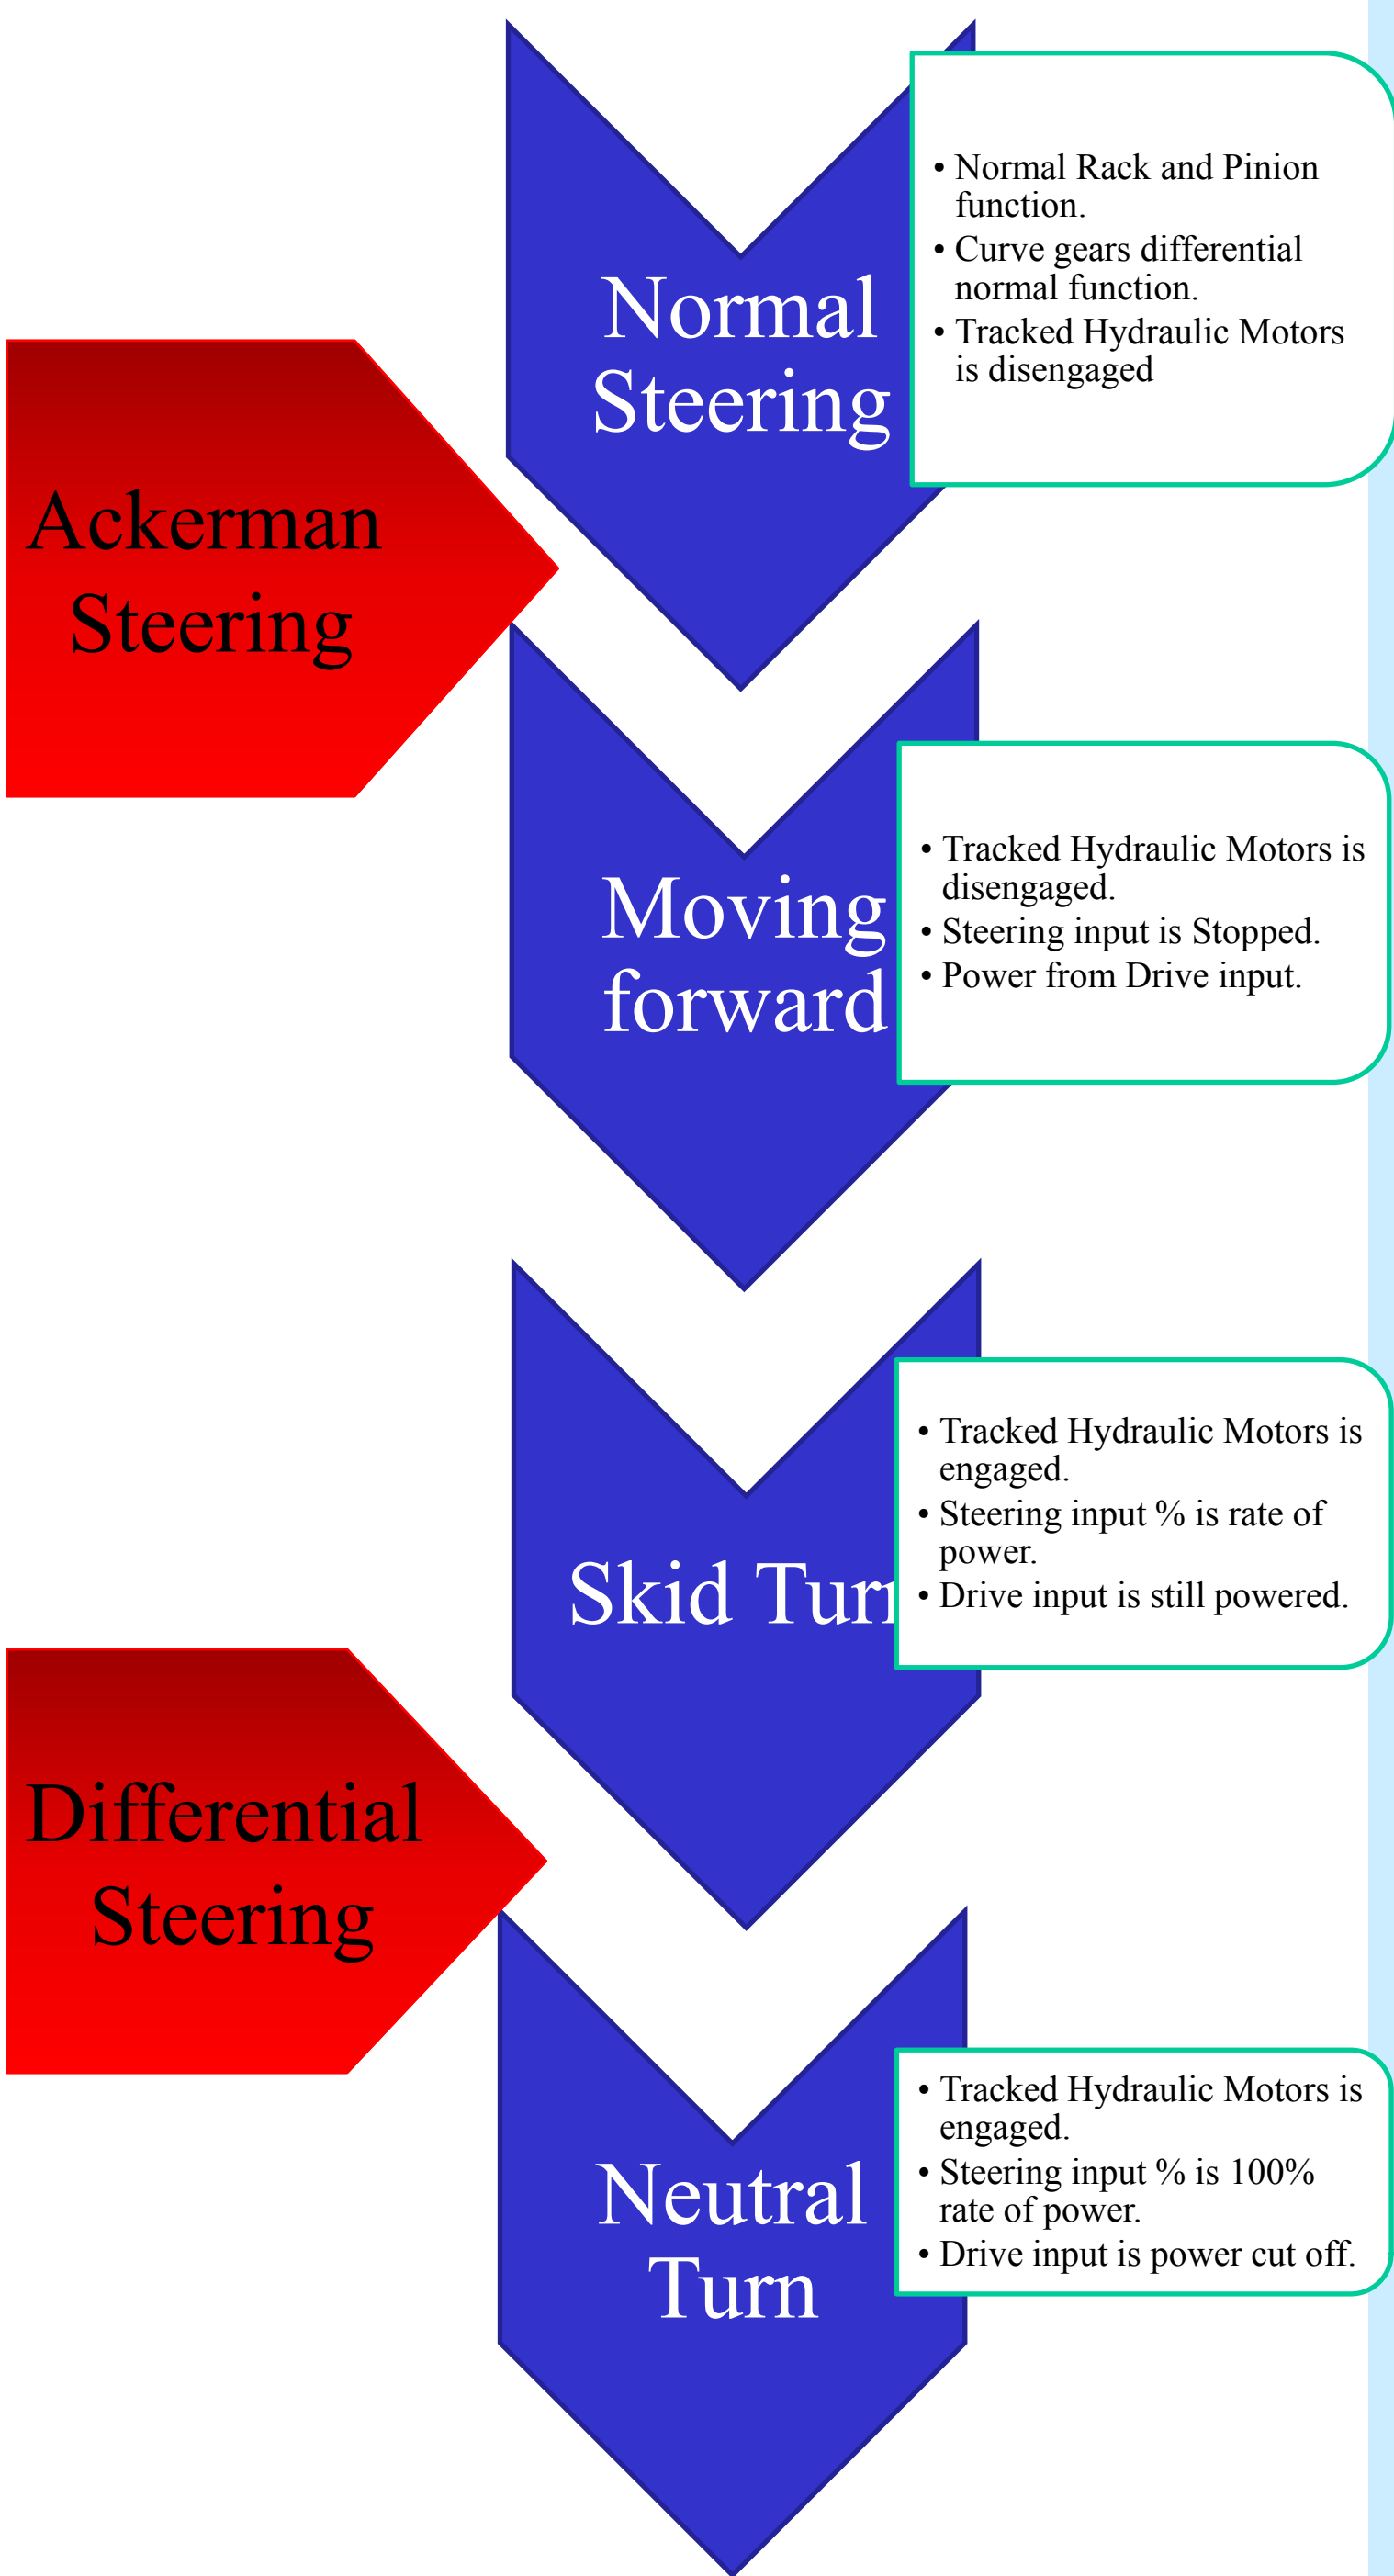 Ackerman
Steering
Normal
Steering
• Normal Rack and Pinion
function.
• Curve gears differential
normal function.
• Tracked Hydraulic Motors
is disengaged
Moving
forward
• Tracked Hydraulic Motors is
disengaged.
• Steering input is Stopped.
• Power from Drive input.
Differential
Steering
Skid Turn
• Tracked Hydraulic Motors is
engaged.
• Steering input % is rate of
power.
• Drive input is still powered.
Neutral
Turn
• Tracked Hydraulic Motors is
engaged.
• Steering input % is 100%
rate of power.
• Drive input is power cut off.